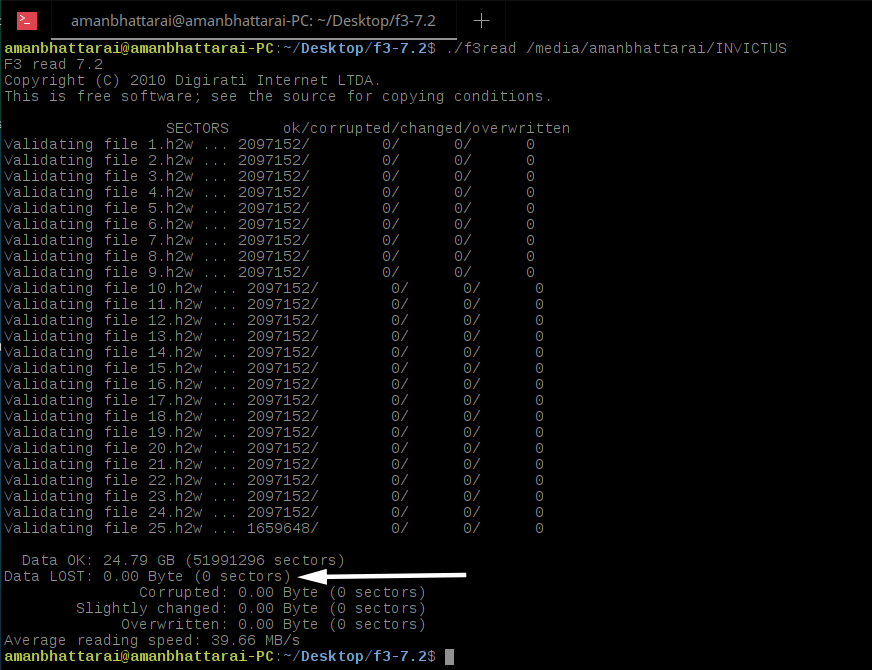 amanbhattarai@amanbhattarai-PC: ~/Desktop/f3-7.2
amanbhattarai@amanbhattarai-PC:~/Desktop/f3-7.2$ ./f3read /media/amanbhattarai/INVICTUS
F3 read 7.2
Copyright (C) 2010 Digirati Internet LTDA.
This is free software; see the source for copying conditions.
SECTORS      ok/corrupted/changed/overwritten
Validating file 1.h2w ... 2097152/        0/      0/      0
Validating file 2.h2w ... 2097152/        0/      0/      0
Validating file 3.h2w ... 2097152/        0/      0/      0
Validating file 4.h2w ... 2097152/        0/      0/      0
Validating file 5.h2w ... 2097152/        0/      0/      0
Validating file 6.h2w ... 2097152/        0/      0/      0
Validating file 7.h2w ... 2097152/        0/      0/      0
Validating file 8.h2w ... 2097152/        0/      0/      0
Validating file 9.h2w ... 2097152/        0/      0/      0
Validating file 10.h2w ... 2097152/        0/      0/      0
Validating file 11.h2w ... 2097152/        0/      0/      0
Validating file 12.h2w ... 2097152/        0/      0/      0
Validating file 13.h2w ... 2097152/        0/      0/      0
Validating file 14.h2w ... 2097152/        0/      0/      0
Validating file 15.h2w ... 2097152/        0/      0/      0
Validating file 16.h2w ... 2097152/        0/      0/      0
Validating file 17.h2w ... 2097152/        0/      0/      0
Validating file 18.h2w ... 2097152/        0/      0/      0
Validating file 19.h2w ... 2097152/        0/      0/      0
Validating file 20.h2w ... 2097152/        0/      0/      0
Validating file 21.h2w ... 2097152/        0/      0/      0
Validating file 22.h2w ... 2097152/        0/      0/      0
Validating file 23.h2w ... 2097152/        0/      0/      0
Validating file 24.h2w ... 2097152/        0/      0/      0
Validating file 25.h2w ... 1659648/        0/      0/      0
Data OK: 24.79 GB (51991296 sectors)
Data LOST: 0.00 Byte (0 sectors)
Corrupted: 0.00 Byte (0 sectors)
Slightly changed: 0.00 Byte (0 sectors)
Overwritten: 0.00 Byte (0 sectors)
Average reading speed: 39.66 MB/s
amanbhattarai@amanbhattarai-PC:~/Desktop/f3-7.2$